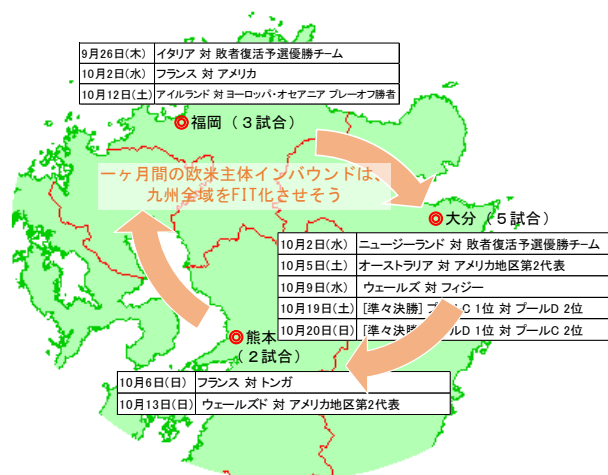 9月26日(木) イタリア 対 敗者復活予選優勝チーム
10月2日(水) フランス 対 アメリカ
10月12日(土) アイルランド 対 ヨーロッパ・オセアニア プレーオフ勝者
福岡（３試合）
一ヶ月間の欧米主体インバウンドは、
九州全域をFIT化させそう
大分（５試合）
10月2日(水) ニュージーランド 対 敗者復活予選優勝チーム
10月5日(土) オーストラリア 対 アメリカ地区第2代表
10月9日(水) ウェールズ 対 フィジー
10月19日(土) [準々決勝] プールC 1位 対 プールD 2位
10月20日(日) [準々決勝] プールD 1位 対 プールC 2位
熊本
（２試合）
10月6日(日) フランス 対 トンガ
10月13日(日) ウェールズド 対 アメリカ地区第2代表